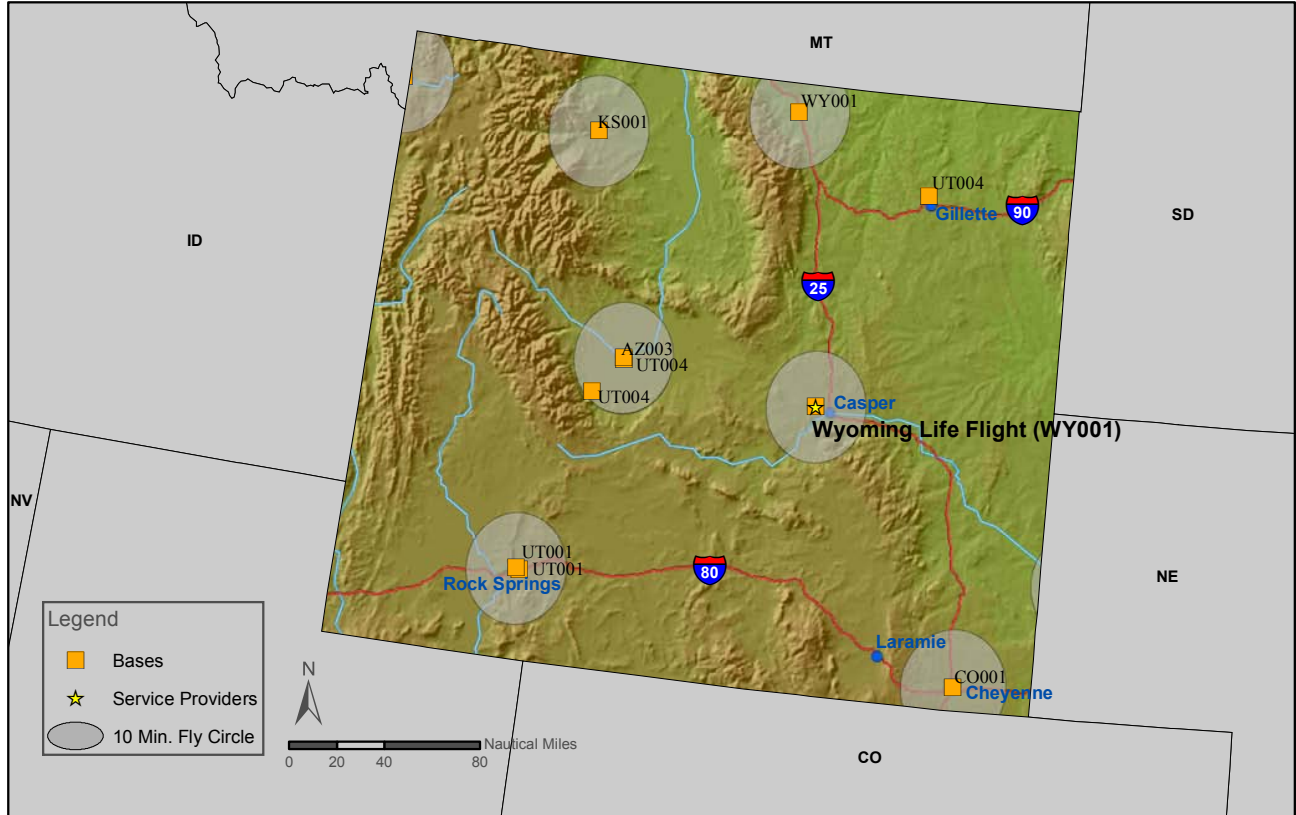 MT
WY001
KS001
UT004
Gillette
90
SD
ID
25
AZ003
UT004
UT004
Casper
Wyoming Life Flight (WY001)
NV
UT001
UT001
Rock Springs
80
NE
Laramie
CO001
Cheyenne
Legend
Bases
Service Providers
10 Min. Fly Circle
N
Nautical Miles
0 20 40 80
CO